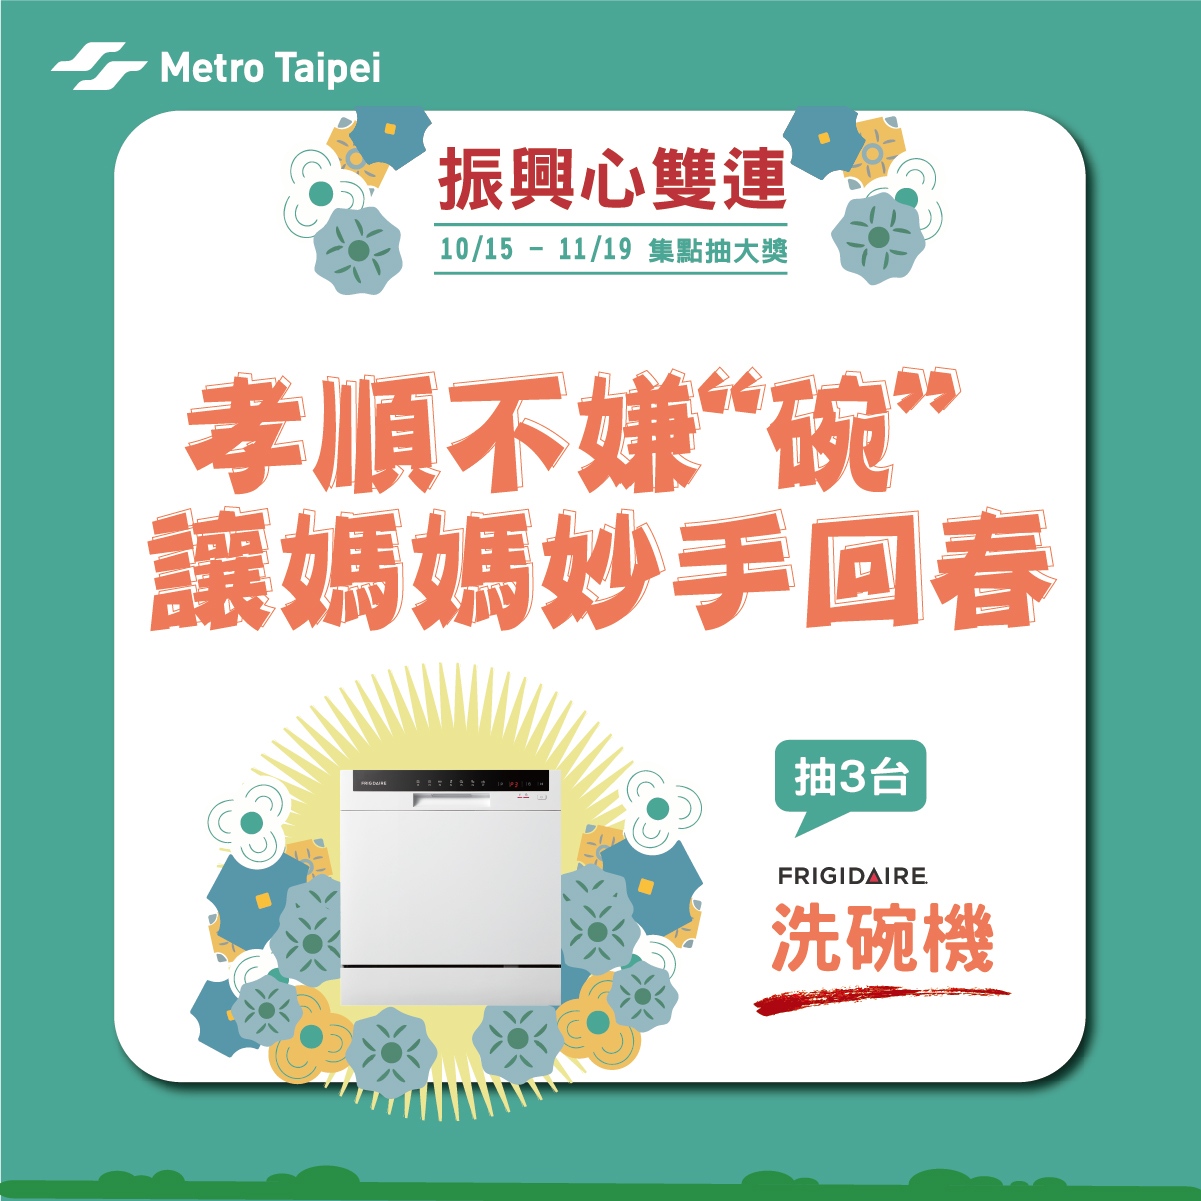 Metro Taipei
振興心雙連
10/15 - 11/19 集點抽大獎
孝順不嫌“碗”
讓媽媽妙手回春
FRIGIDAIRE
抽3台
FRIGIDAIRE
洗碗機